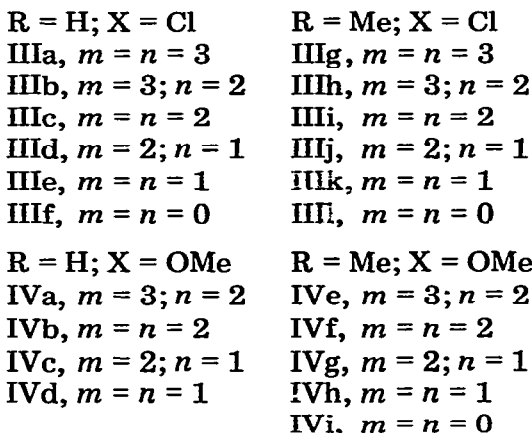 R = H; X = Cl
IIIa, m = n = 3
IIIb, m = 3; n = 2
IIIc, m = n = 2
IIId, m = 2; n = 1
IIIe, m = n = 1
IIIf, m = n = 0
R = Me; X = Cl
IIIg, m = n = 3
IIIh, m = 3; n = 2
IIIi, m = n = 2
IIIj, m = 2; n = 1
IIIk, m = n = 1
IIIl, m = n = 0
R = H; X = OMe
IVa, m = 3; n = 2
IVb, m = n = 2
IVc, m = 2; n = 1
IVd, m = n = 1
R = Me; X = OMe
IVe, m = 3; n = 2
IVf, m = n = 2
IVg, m = 2; n = 1
IVh, m = n = 1
IVi, m = n = 0